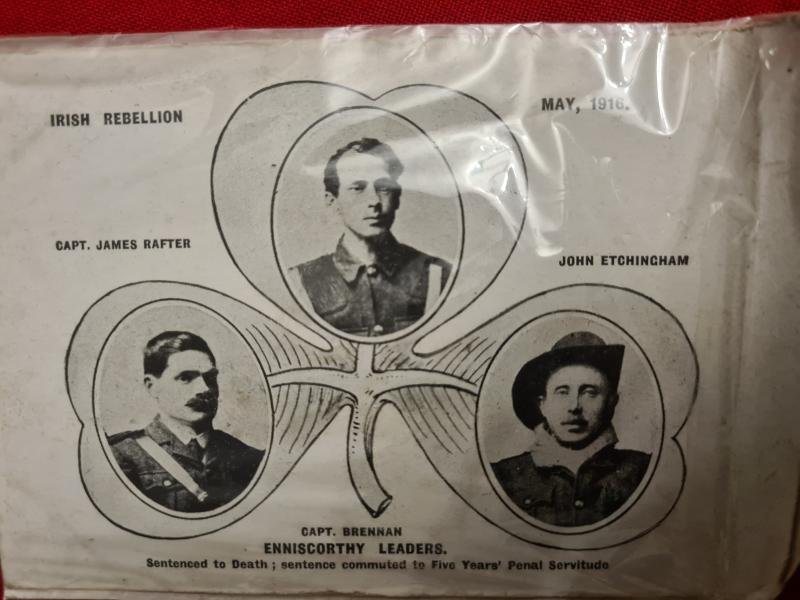 IRISH REBELLION
MAY, 1916.
CAPT. JAMES RAFTER
JOHN ETCHINGHAM
CAPT. BRENNAN
ENNISCORTHY LEADERS.
Sentenced to Death ; sentence commuted to Five Years' Penal Servitude